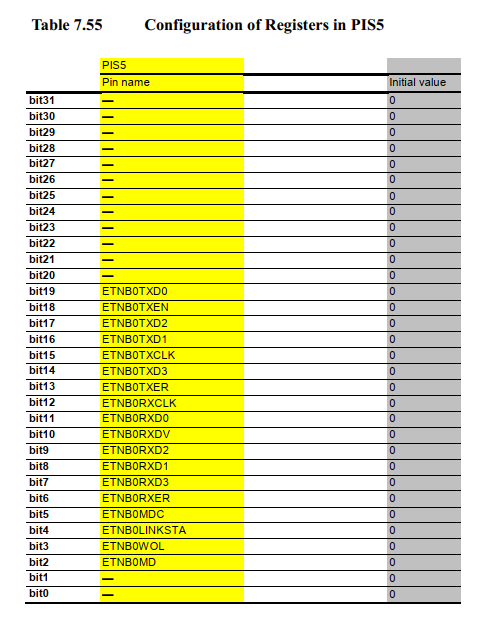 Table 7.55 Configuration of Registers in PIS5
PIS5
Pin name Initial value
bit31 — 0
bit30 — 0
bit29 — 0
bit28 — 0
bit27 — 0
bit26 — 0
bit25 — 0
bit24 — 0
bit23 — 0
bit22 — 0
bit21 — 0
bit20 — 0
bit19 ETNB0TXD0 0
bit18 ETNB0TXEN 0
bit17 ETNB0TXD2 0
bit16 ETNB0TXD1 0
bit15 ETNB0TXCLK 0
bit14 ETNB0TXD3 0
bit13 ETNB0TXER 0
bit12 ETNB0RXCLK 0
bit11 ETNB0RXD0 0
bit10 ETNB0RXDV 0
bit9 ETNB0RXD2 0
bit8 ETNB0RXD1 0
bit7 ETNB0RXD3 0
bit6 ETNB0RXER 0
bit5 ETNB0MDC 0
bit4 ETNB0LINKSTA 0
bit3 ETNB0WOL 0
bit2 ETNB0MD 0
bit1 — 0
bit0 — 0